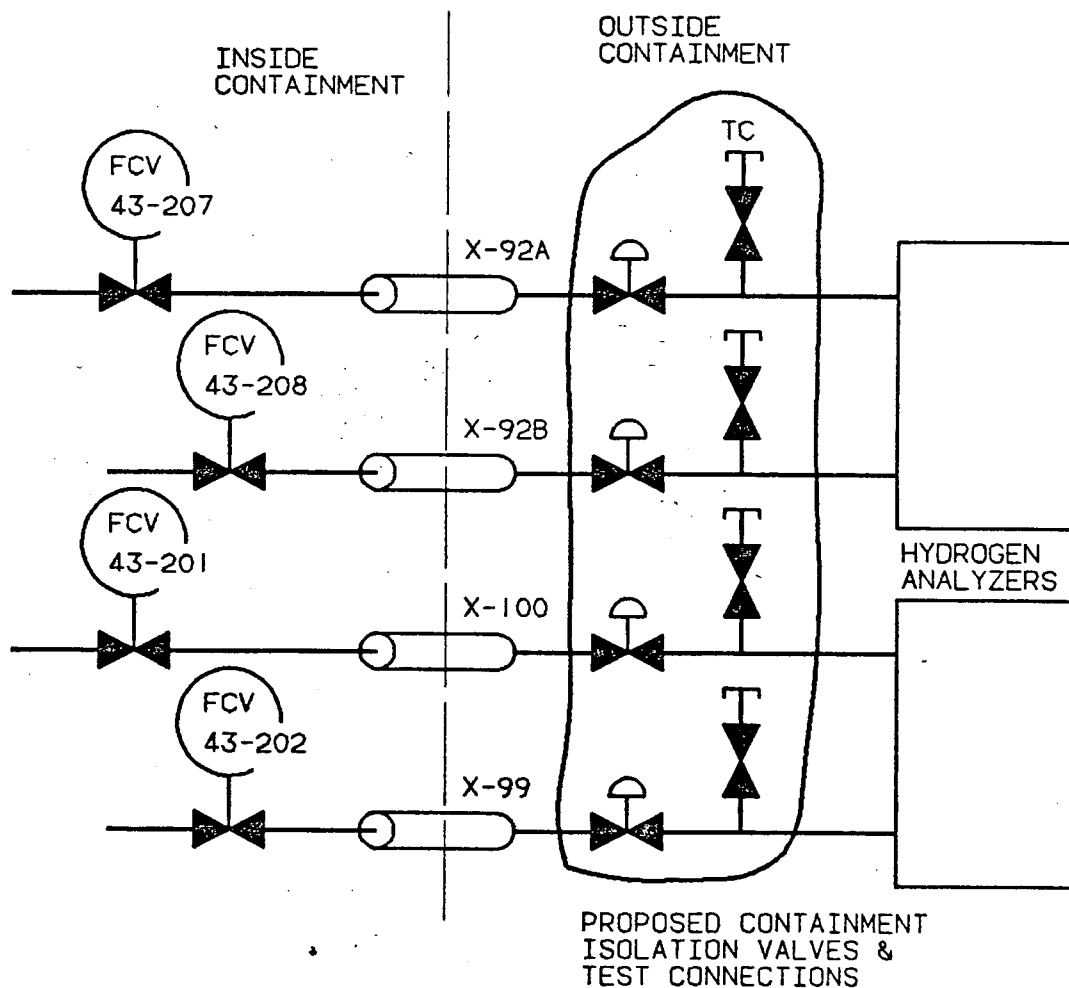 INSIDE
CONTAINMENT
OUTSIDE
CONTAINMENT
TC
FCV
43-207
X-92A
FCV
43-208
X-92B
FCV
43-201
HYDROGEN
ANALYZERS
X-100
FCV
43-202
X-99
PROPOSED CONTAINMENT
ISOLATION VALVES &
TEST CONNECTIONS